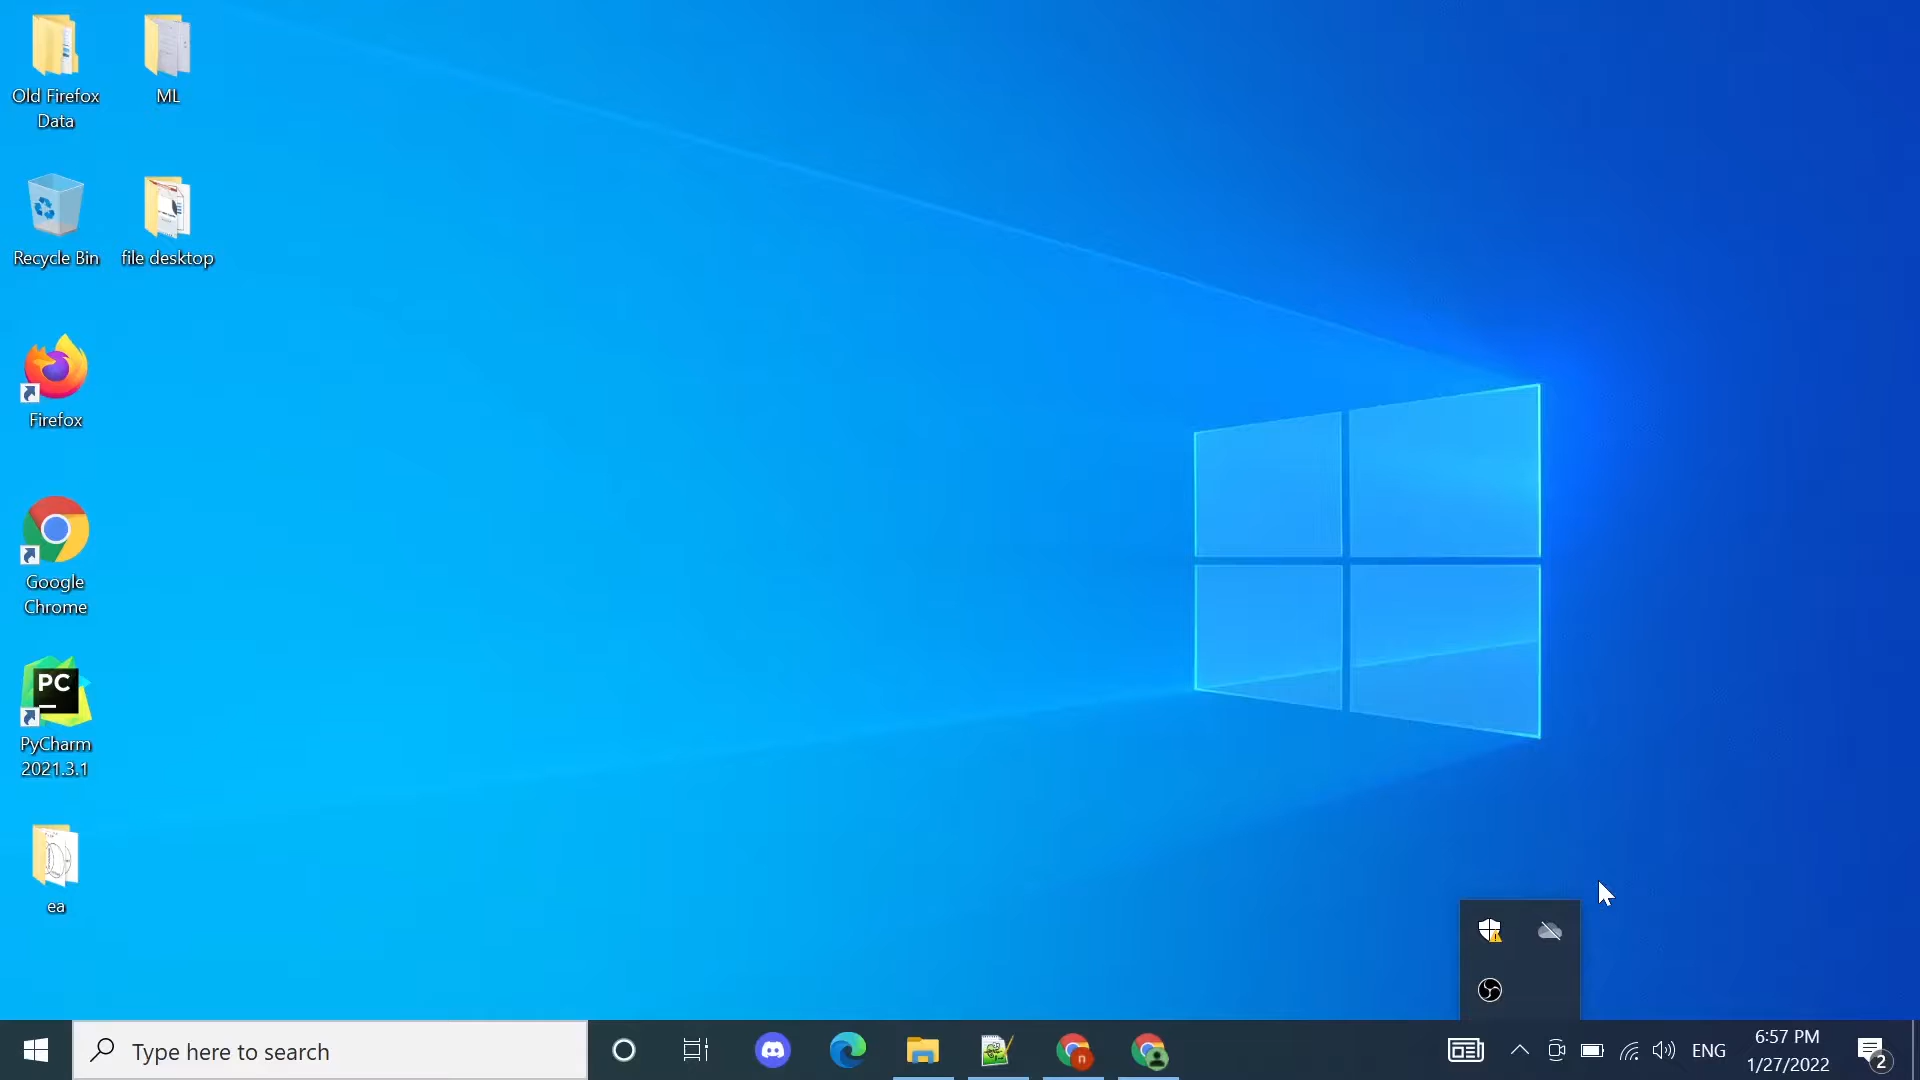 Old Firefox
Data
ML
Recycle Bin
file desktop
Firefox
Google
Chrome
PC
PyCharm
2021.3.1
ea
Type here to search
n
ENG
6:57 PM
1/27/2022
2